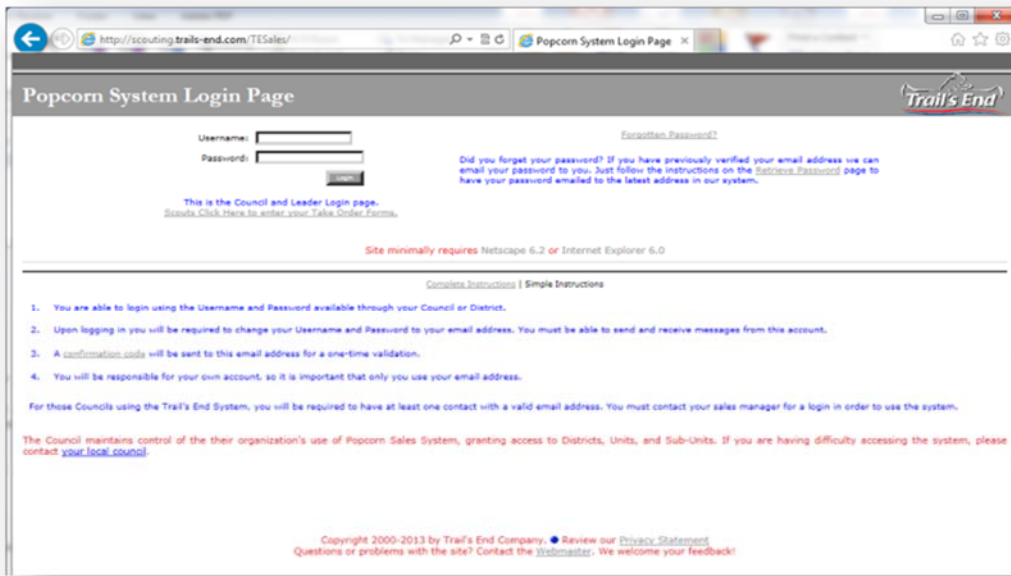 http://scouting.trails-end.com/TESales/
Popcorn System Login Page
Popcorn System Login Page
Trail's End
Username:
Password:
Login
This is the Council and Leader Login page.
Scouts Click Here to enter your Take Order Forms.
Forgotten Password?
Did you forget your password? If you have previously verified your email address we can
email your password to you. Just follow the instructions on the Retrieve Password page to
have your password emailed to the latest address in our system.
Site minimally requires Netscape 6.2 or Internet Explorer 6.0
Complete Instructions | Simple Instructions
1. You are able to login using the Username and Password available through your Council or District.
2. Upon logging in you will be required to change your Username and Password to your email address. You must be able to send and receive messages from this account.
3. A confirmation code will be sent to this email address for a one-time validation.
4. You will be responsible for your own account, so it is important that only you use your email address.
For those Councils using the Trail's End System, you will be required to have at least one contact with a valid email address. You must contact your sales manager for a login in order to use the system.
The Council maintains control of the their organization's use of Popcorn Sales System, granting access to Districts, Units, and Sub-Units. If you are having difficulty accessing the system, please
contact your local council.
Copyright 2000-2013 by Trail's End Company. ● Review our Privacy Statement
Questions or problems with the site? Contact the Webmaster. We welcome your feedback!